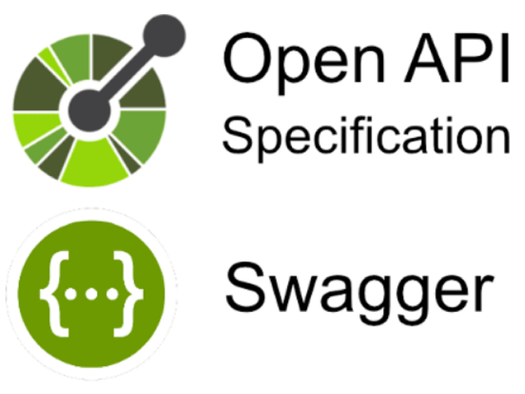 Open API
Specification
{...}
Swagger